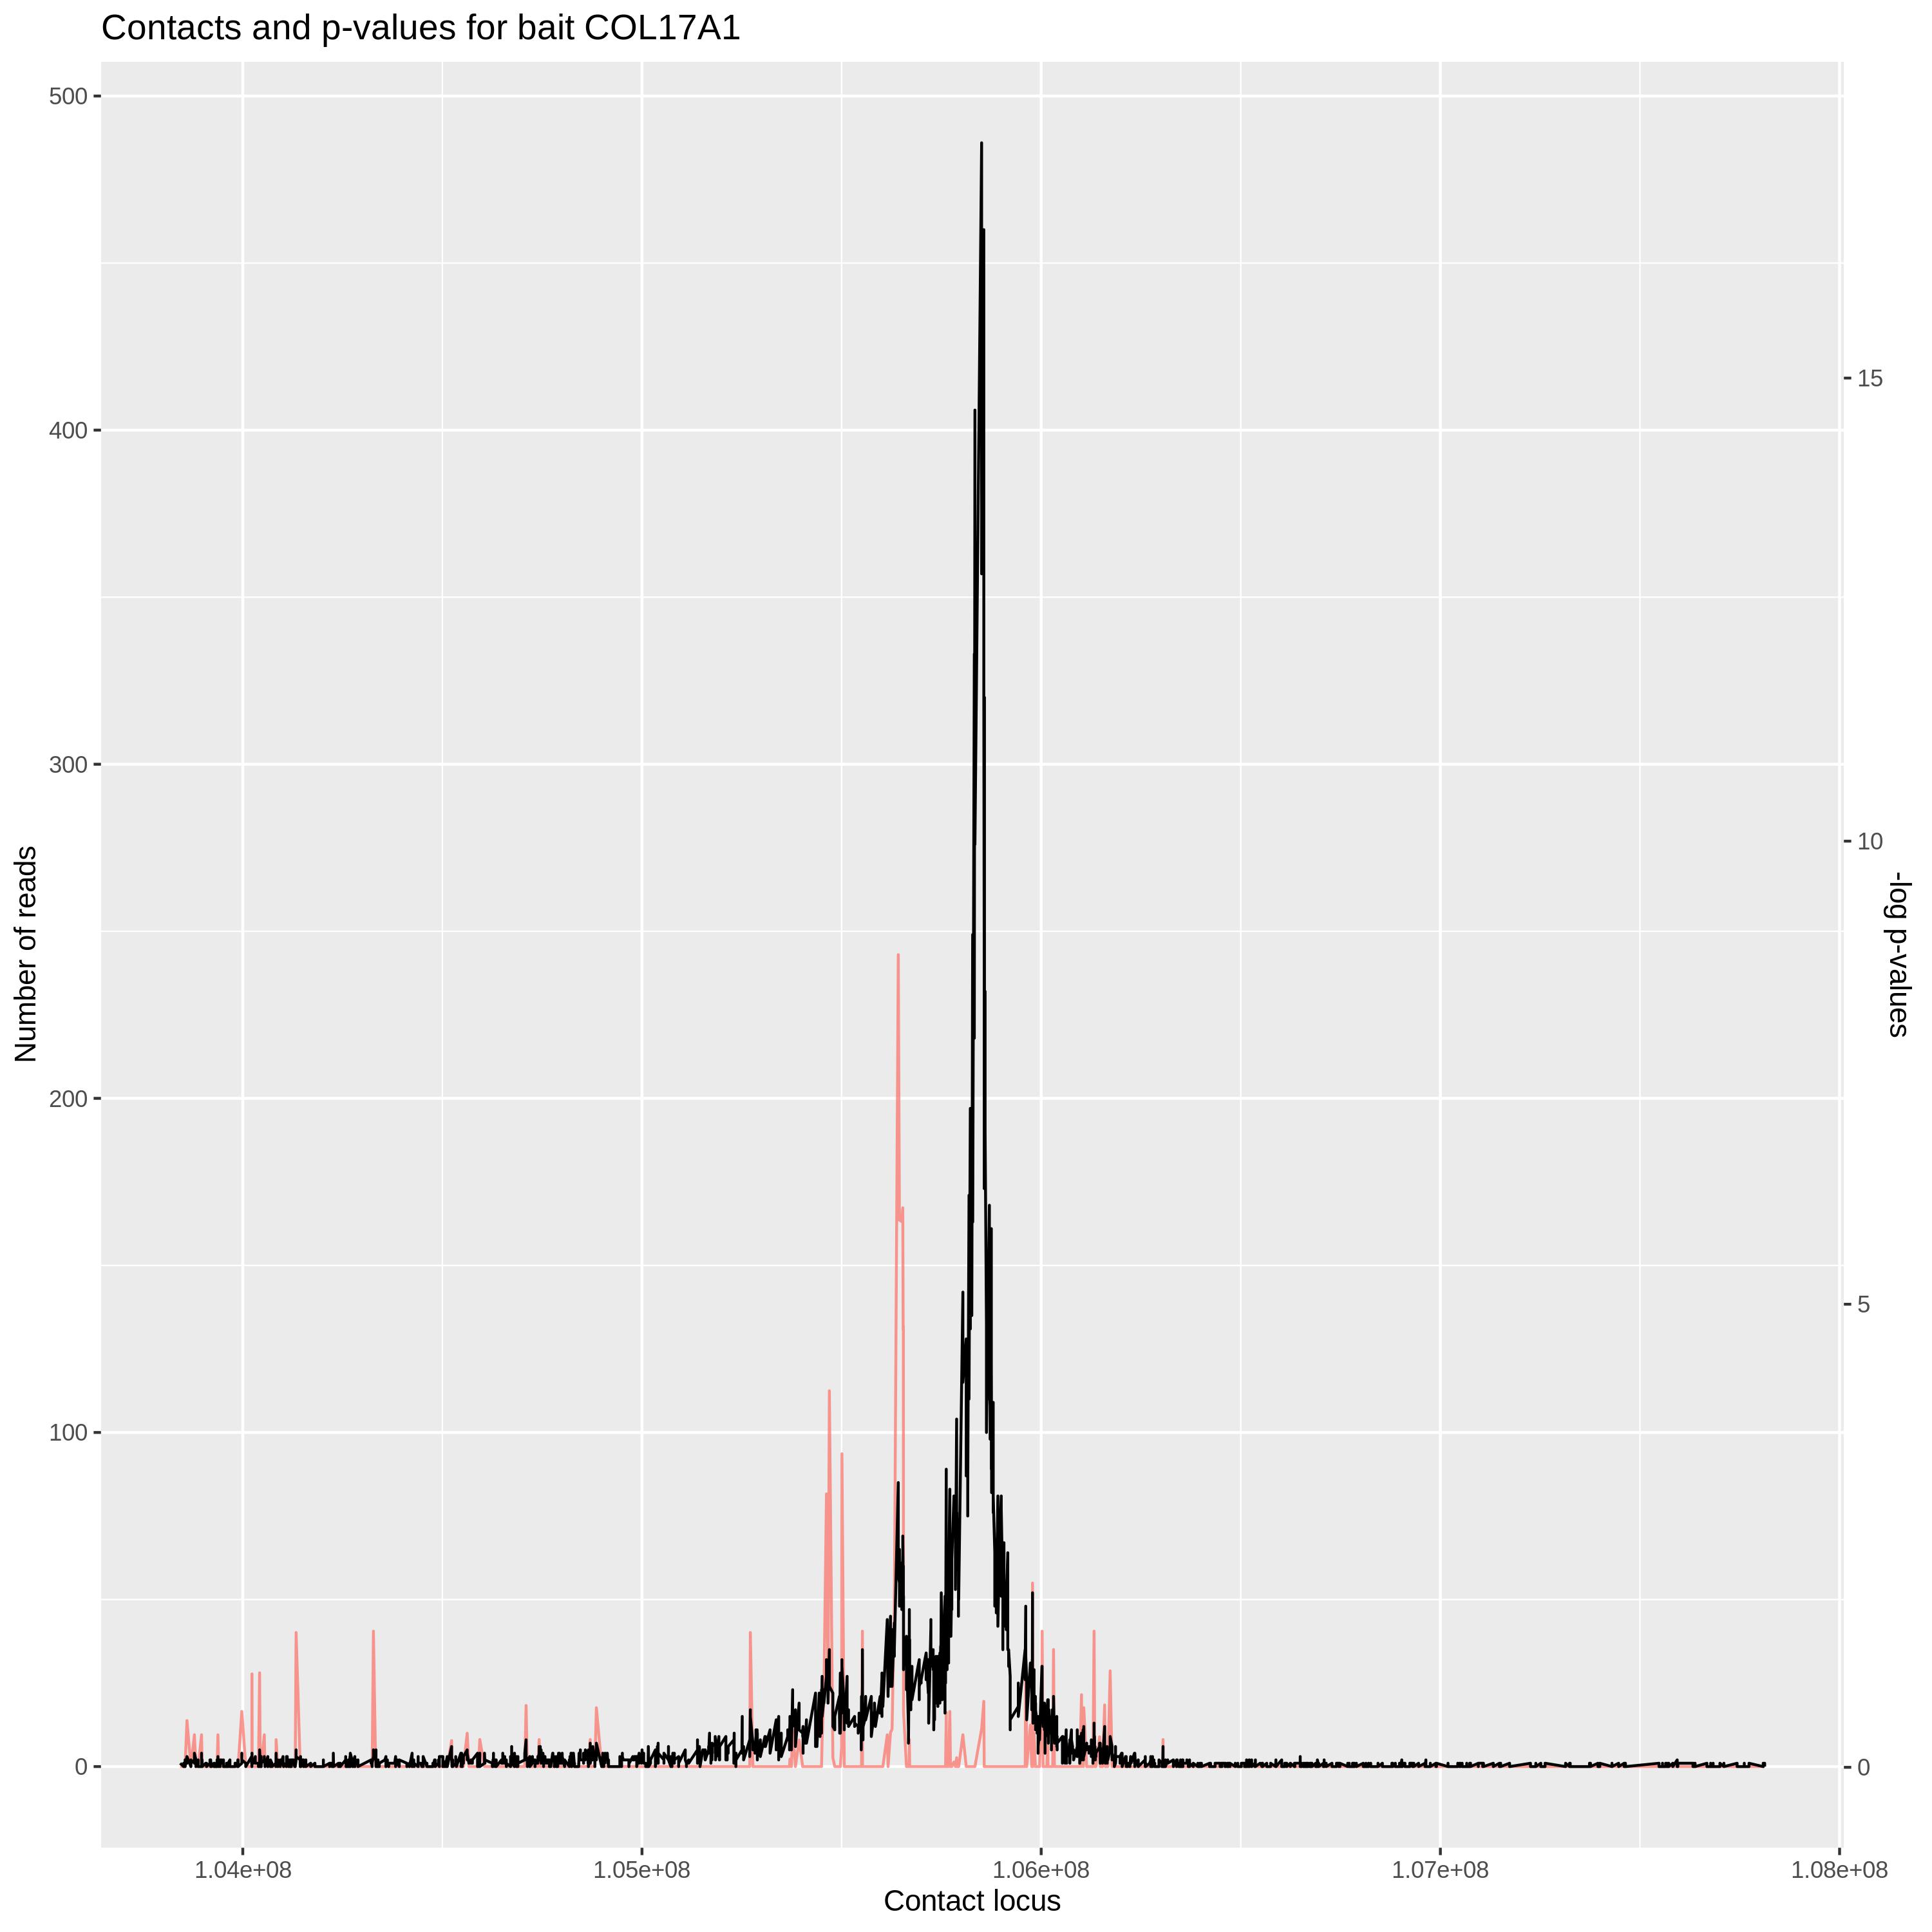 Contacts and p-values for bait COL17A1
500
400
300
200
100
0
Number of reads
15
10
5
0
-log p-values
1.04e+08
1.05e+08
1.06e+08
1.07e+08
1.08e+08
Contact locus